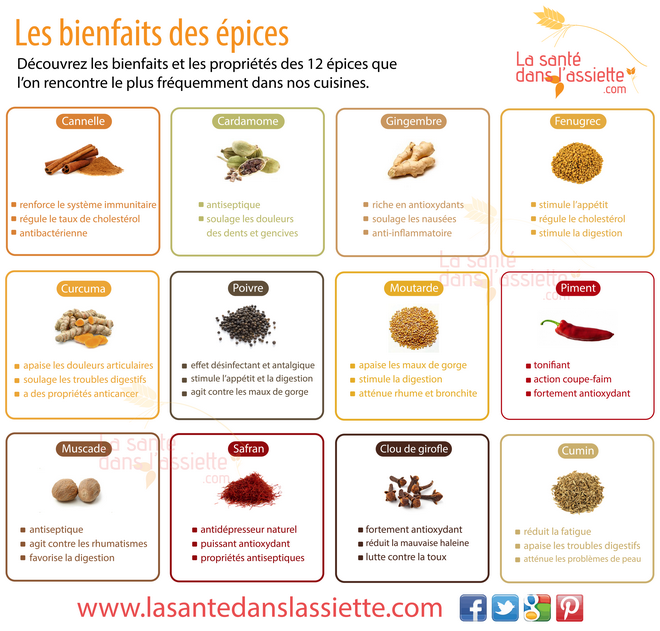 Les bienfaits des épices
Découvrez les bienfaits et les propriétés des 12 épices que
l'on rencontre le plus fréquemment dans nos cuisines.
La santé
dans l'assiette
.com
Cannelle
renforce le système immunitaire
régule le taux de cholestérol
antibactérienne
Cardamome
antiseptique
soulage les douleurs
des dents et gencives
Gingembre
riche en antioxydants
soulage les nausées
anti-inflammatoire
Fenugrec
stimule l'appétit
régule le cholestérol
stimule la digestion
La santé
dans l'assiette
.com
Curcuma
apaise les douleurs articulaires
soulage les troubles digestifs
a des propriétés anticancer
Poivre
effet désinfectant et antalgique
stimule l'appétit et la digestion
agit contre les maux de gorge
Moutarde
apaise les maux de gorge
stimule la digestion
atténue rhume et bronchite
Piment
tonifiant
action coupe-faim
fortement antioxydant
La santé
dans l'assiette
.com
Muscade
antiseptique
agit contre les rhumatismes
favorise la digestion
Safran
antidépresseur naturel
puissant antioxydant
propriétés antiseptiques
Clou de girofle
fortement antioxydant
réduit la mauvaise haleine
lutte contre la toux
Cumin
réduit la fatigue
apaise les troubles digestifs
atténue les problèmes de peau
www.lasantedanslassiette.com